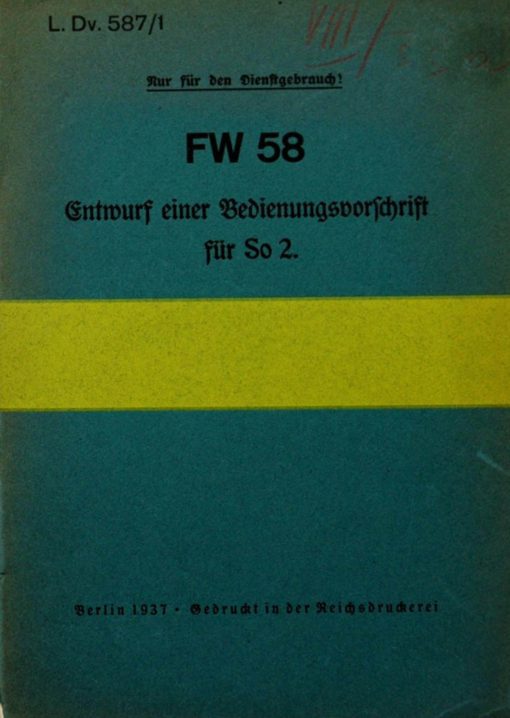 L. Dv. 587/1
VIII /
Nur für den Dienstgebrauch!
FW 58
Entwurf einer Bedienungsvorschrift
für So 2.
Berlin 1937 · Gedruckt in der Reichsdruckerei